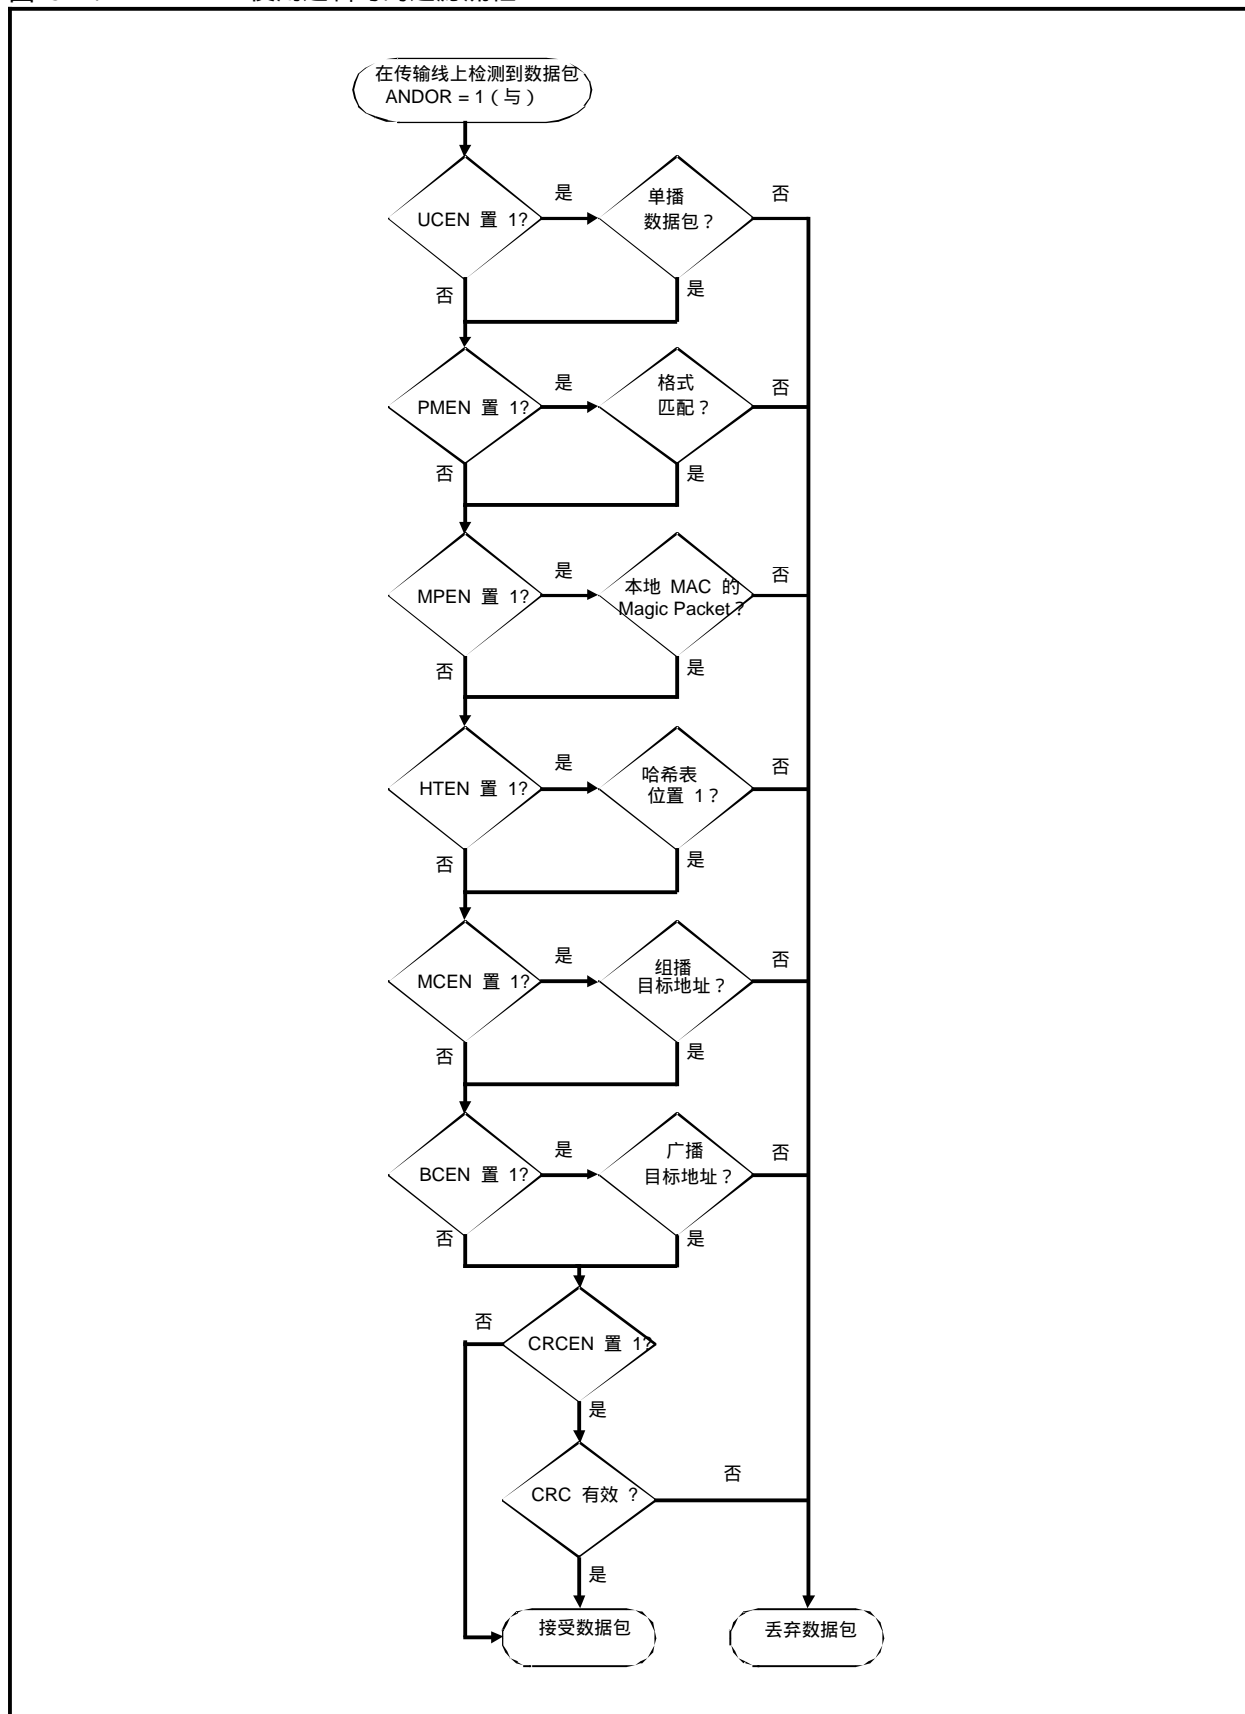 在传输线上检测到数据包
ANDOR = 1（与）
UCEN 置 1?
是
单播
数据包？
否
否
是
PMEN 置 1?
是
格式
匹配？
否
否
是
MPEN 置 1?
是
本地 MAC 的
Magic Packet？
否
否
是
HTEN 置 1?
是
哈希表
位置 1？
否
否
是
MCEN 置 1?
是
组播
目标地址？
否
否
是
BCEN 置 1?
是
广播
目标地址？
否
否
是
否
CRCEN 置 1?
是
CRC 有效 ？
否
是
接受数据包
丢弃数据包